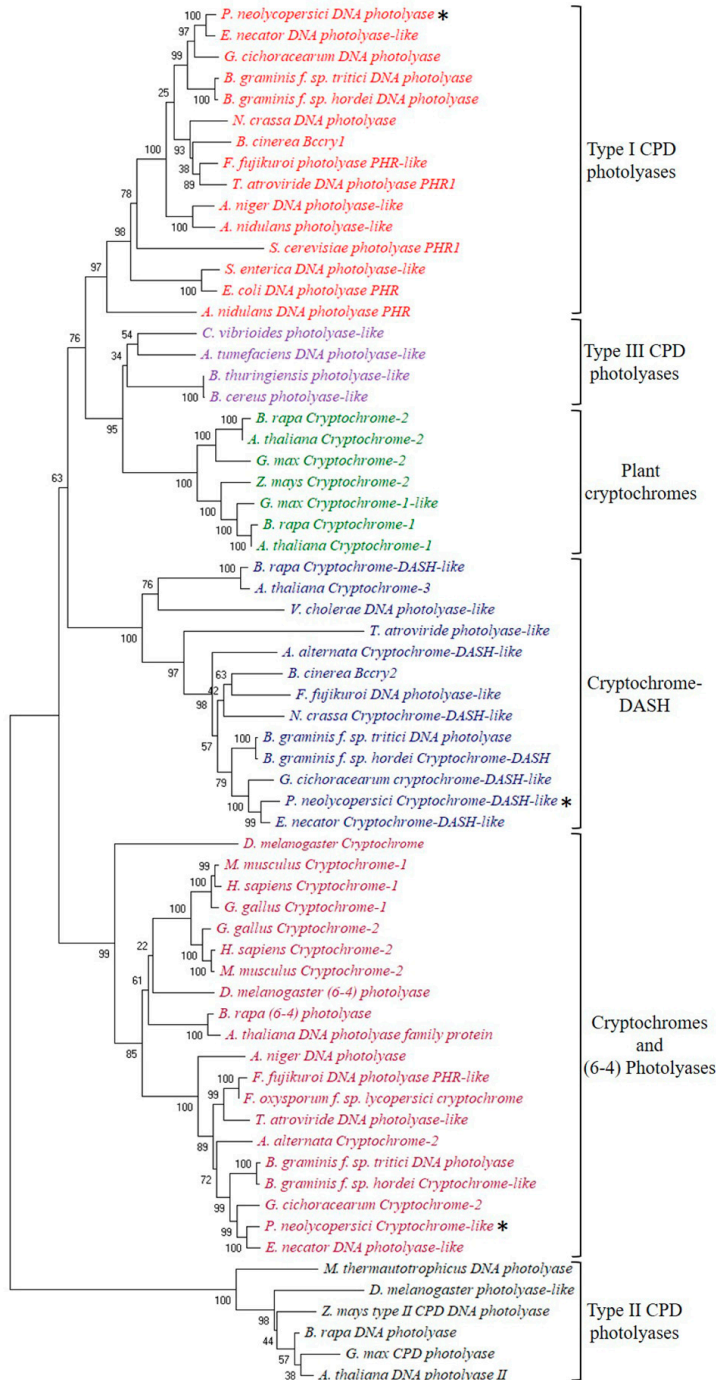 P. neolycopersici DNA photolyase *
E. necator DNA photolyase-like
G. cichoracearum DNA photolyase
B. graminis f. sp. tritici DNA photolyase
B. graminis f. sp. hordei DNA photolyase
N. crassa DNA photolyase
B. cinerea Bccry1
F. fujikuroi photolyase PHR-like
T. atroviride DNA photolyase PHR1
A. niger DNA photolyase-like
A. nidulans photolyase-like
S. cerevisiae photolyase PHR1
S. enterica DNA photolyase-like
E. coli DNA photolyase PHR
A. nidulans DNA photolyase PHR
Type I CPD
photolyases
100
100
99
100
25
93
38
89
100
100
78
98
100
97
C. vibrioides photolyase-like
A. tumefaciens DNA photolyase-like
B. thuringiensis photolyase-like
B. cereus photolyase-like
Type III CPD
photolyases
54
34
100
76
95
B. rapa Cryptochrome-2
A. thaliana Cryptochrome-2
G. max Cryptochrome-2
Z. mays Cryptochrome-2
G. max Cryptochrome-1-like
B. rapa Cryptochrome-1
A. thaliana Cryptochrome-1
Plant
cryptochromes
100
100
100
100
100
100
63
B. rapa Cryptochrome-DASH-like
A. thaliana Cryptochrome-3
V. cholerae DNA photolyase-like
T. atroviride photolyase-like
A. alternata Cryptochrome-DASH-like
B. cinerea Bccry2
F. fujikuroi DNA photolyase-like
N. crassa Cryptochrome-DASH-like
B. graminis f. sp. tritici DNA photolyase
B. graminis f. sp. hordei Cryptochrome-DASH
G. cichoracearum cryptochrome-DASH-like
P. neolycopersici Cryptochrome-DASH-like *
E. necator Cryptochrome-DASH-like
Cryptochrome-
DASH
100
76
100
97
63
42
98
57
100
79
100
99
D. melanogaster Cryptochrome
M. musculus Cryptochrome-1
H. sapiens Cryptochrome-1
G. gallus Cryptochrome-1
G. gallus Cryptochrome-2
H. sapiens Cryptochrome-2
M. musculus Cryptochrome-2
D. melanogaster (6-4) photolyase
B. rapa (6-4) photolyase
A. thaliana DNA photolyase family protein
A. niger DNA photolyase
F. fujikuroi DNA photolyase PHR-like
F. oxysporum f. sp. lycopersici cryptochrome
T. atroviride DNA photolyase-like
A. alternata Cryptochrome-2
B. graminis f. sp. tritici DNA photolyase
B. graminis f. sp. hordei Cryptochrome-like
G. cichoracearum Cryptochrome-2
P. neolycopersici Cryptochrome-like *
E. necator DNA photolyase-like
Cryptochromes
and
(6-4) Photolyases
99
100
100
100
100
22
99
61
100
85
100
99
100
89
100
72
99
99
100
M. thermautotrophicus DNA photolyase
D. melanogaster photolyase-like
Z. mays type II CPD DNA photolyase
B. rapa DNA photolyase
G. max CPD photolyase
A. thaliana DNA photolyase II
Type II CPD
photolyases
100
98
44
57
38